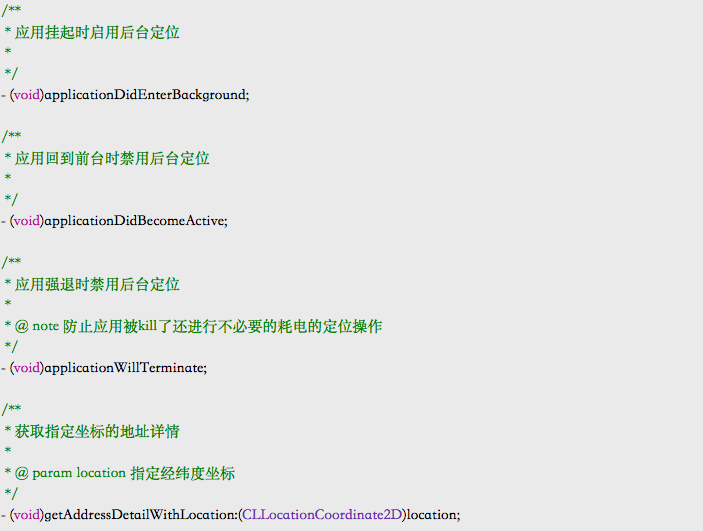 /**
 * 应用挂起时启用后台定位
 *
 */
- (void)applicationDidEnterBackground;
/**
 * 应用回到前台时禁用后台定位
 *
 */
- (void)applicationDidBecomeActive;
/**
 * 应用强退时禁用后台定位
 *
 * @ note 防止应用被kill了还进行不必要的耗电的定位操作
 */
- (void)applicationWillTerminate;
/**
 * 获取指定坐标的地址详情
 *
 * @ param location 指定经纬度坐标
 */
- (void)getAddressDetailWithLocation:(CLLocationCoordinate2D)location;